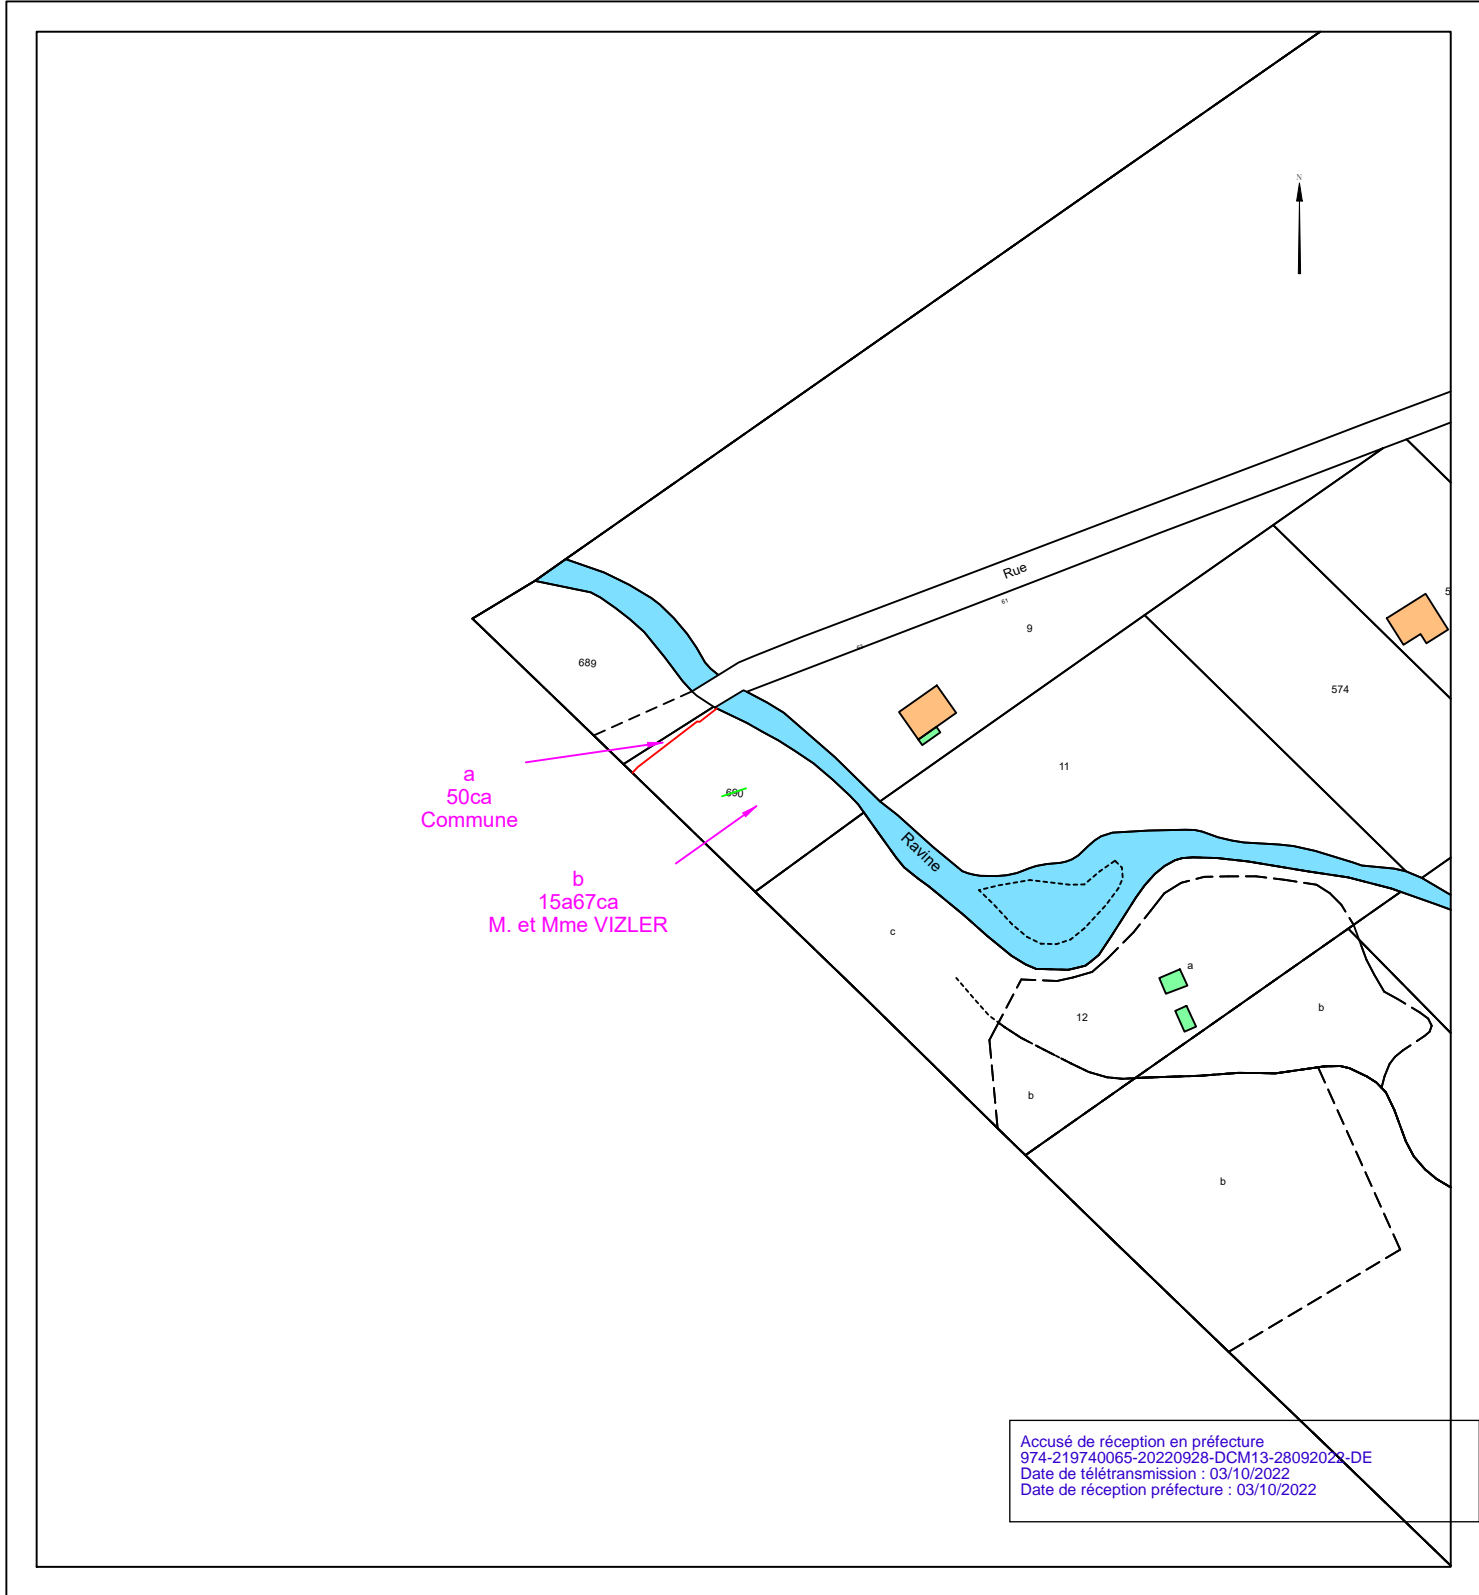 N
Rue
61
9
5
689
574
11
a
50ca
Commune
690
Ravine
b
15a67ca
M. et Mme VIZLER
c
a
12
b
b
b
Accusé de réception en préfecture
974-219740065-20220928-DCM13-28092022-DE
Date de télétransmission : 03/10/2022
Date de réception préfecture : 03/10/2022